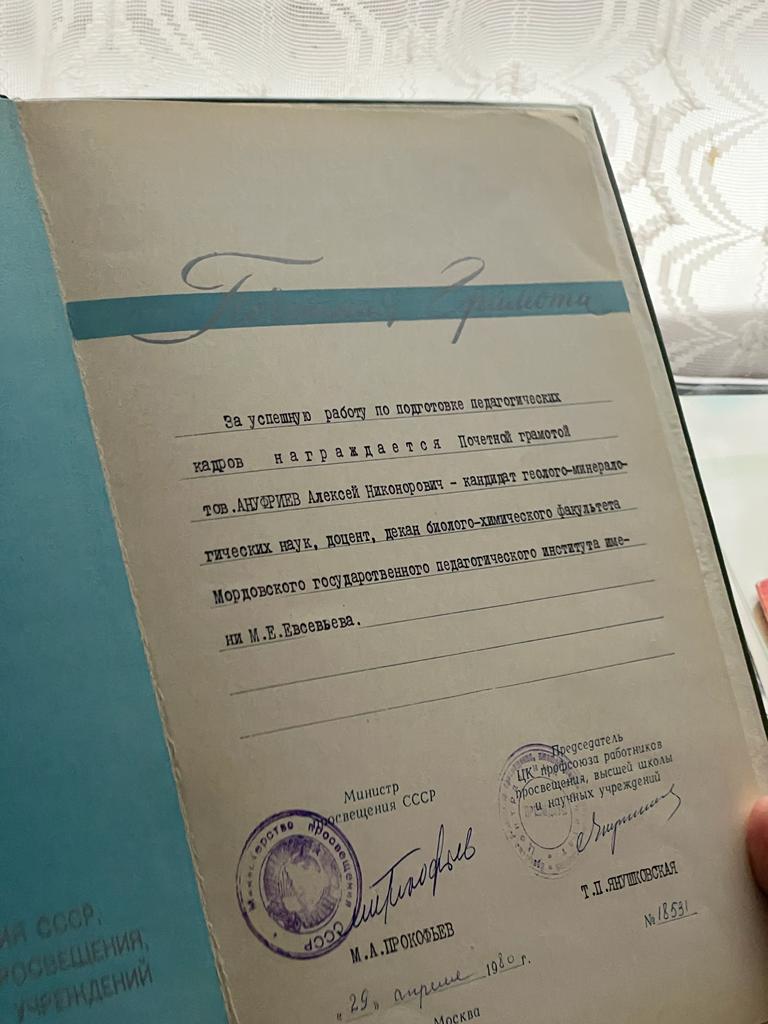 Почетная Грамота
За успешную работу по подготовке педагогических
кадров награждается Почетной грамотой
тов.АНУФРИЕВ Алексей Никонорович - кандидат геолого-минерало-
гических наук, доцент, декан биолого-химического факультета
Мордовского государственного педагогического института име-
ни М.Е.Евсевьева.
Министр
просвещения СССР
Председатель
ЦК профсоюза работников
просвещения, высшей школы
и научных учреждений
Министерство просвещения СССР
М.А.ПРОКОФЬЕВ
Т.П.ЯНУШКОВСКАЯ
№18531
"29" апреля 1980 г.
Москва
ИЯ СССР,
РОСВЕЩЕНИЯ,
УЧРЕЖДЕНИЙ